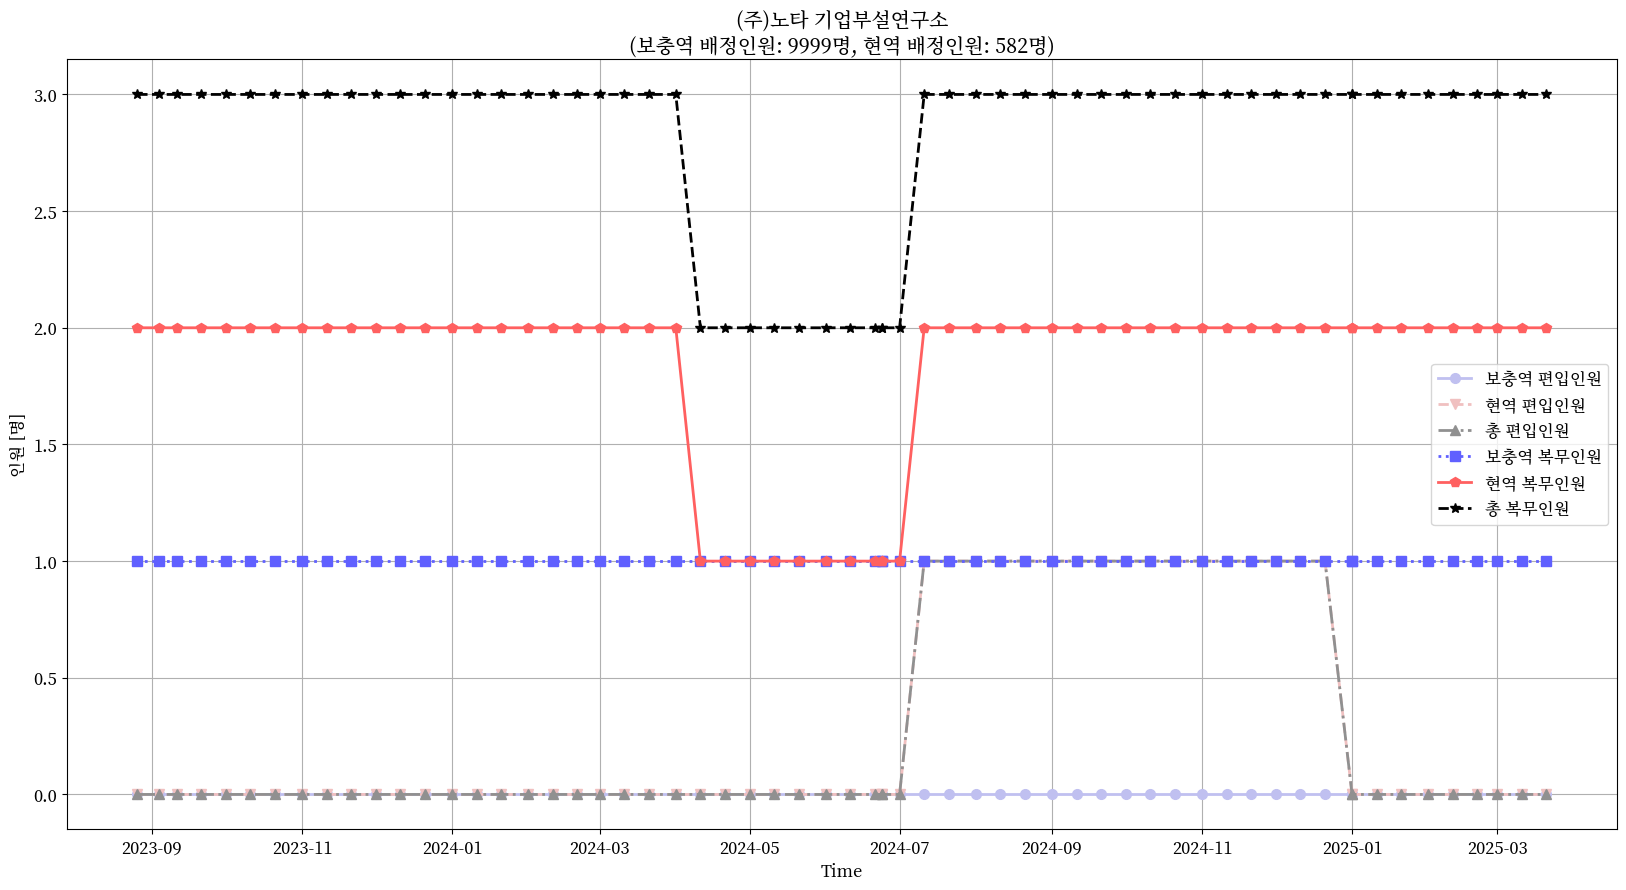 (주)노타 기업부설연구소
(보충역 배정인원: 9999명, 현역 배정인원: 582명)
3.0
2.5
2.0
1.5
1.0
0.5
0.0
인원 [명]
보충역 편입인원
현역 편입인원
총 편입인원
보충역 복무인원
현역 복무인원
총 복무인원
2023-09 2023-11 2024-01 2024-03 2024-05 2024-07 2024-09 2024-11 2025-01 2025-03
Time